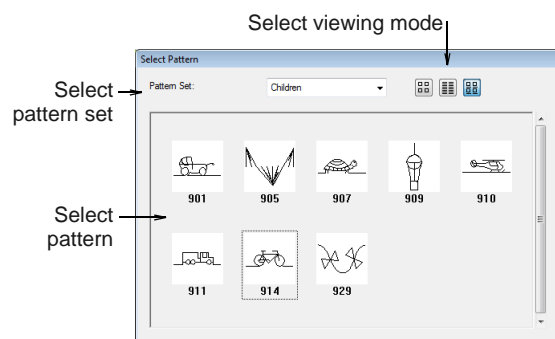 Select viewing mode
Select Pattern
Select pattern set
Pattern Set:
Children
901 905 907 909 910
Select pattern
911 914 929